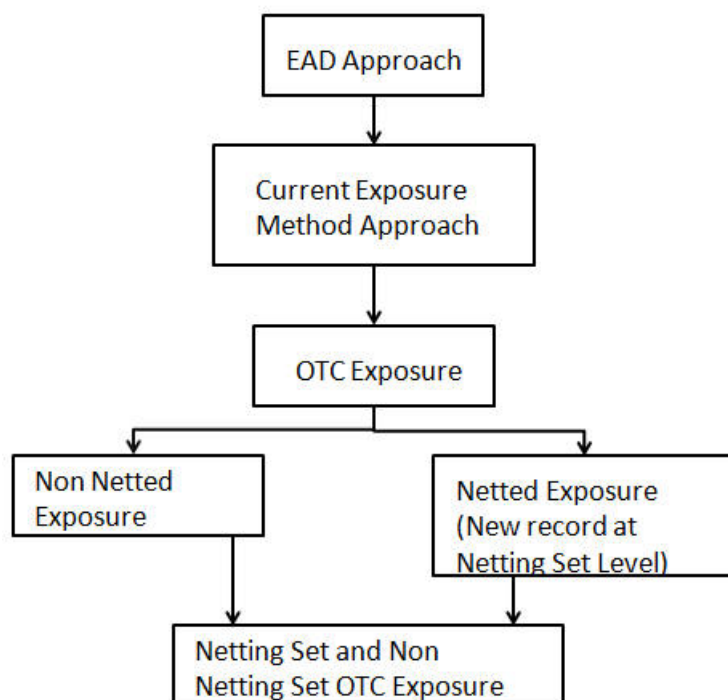 EAD Approach
Current Exposure
Method Approach
OTC Exposure
Non Netted
Exposure
Netted Exposure
(New record at
Netting Set Level)
Netting Set and Non
Netting Set OTC Exposure